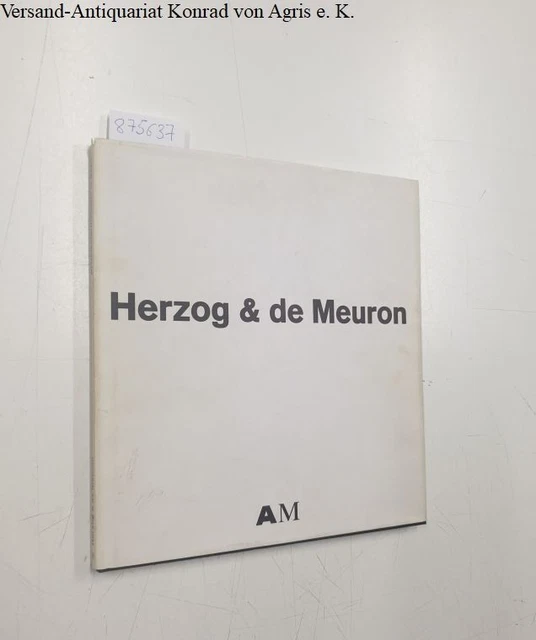 Versand-Antiquariat Konrad von Agris e. K.
875637
Herzog & de Meuron
AM